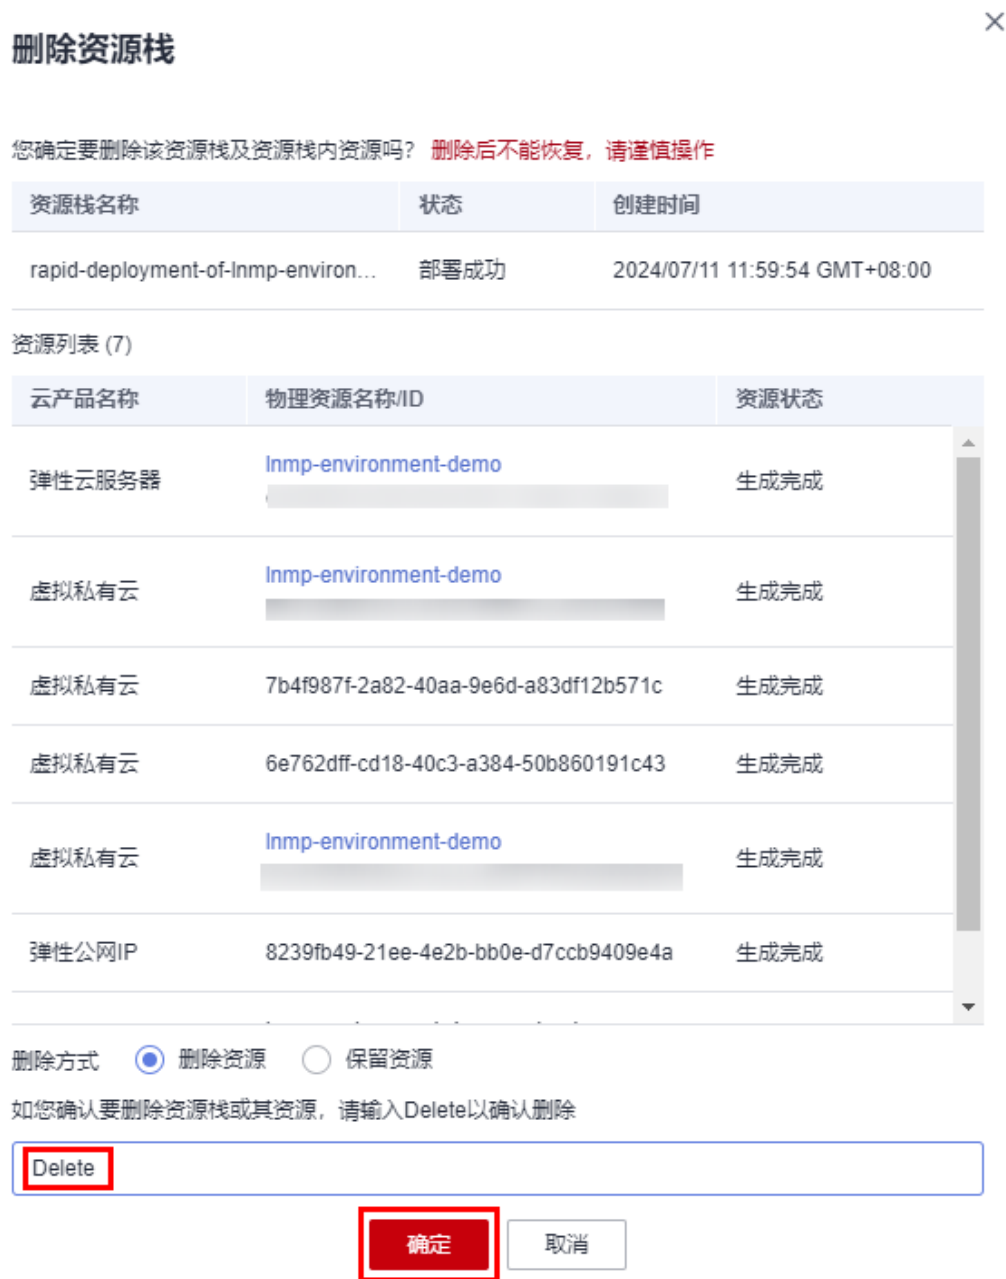 删除资源栈
您确定要删除该资源栈及资源栈内资源吗？ 删除后不能恢复，请谨慎操作
资源栈名称 状态 创建时间
rapid-deployment-of-lnmp-environ... 部署成功 2024/07/11 11:59:54 GMT+08:00
资源列表 (7)
云产品名称 物理资源名称/ID 资源状态
弹性云服务器 lnmp-environment-demo 生成完成
虚拟私有云 lnmp-environment-demo 生成完成
虚拟私有云 7b4f987f-2a82-40aa-9e6d-a83df12b571c 生成完成
虚拟私有云 6e762dff-cd18-40c3-a384-50b860191c43 生成完成
虚拟私有云 lnmp-environment-demo 生成完成
弹性公网IP 8239fb49-21ee-4e2b-bb0e-d7ccb9409e4a 生成完成
删除方式 删除资源 保留资源
如您确认要删除资源栈或其资源，请输入Delete以确认删除
Delete
确定 取消